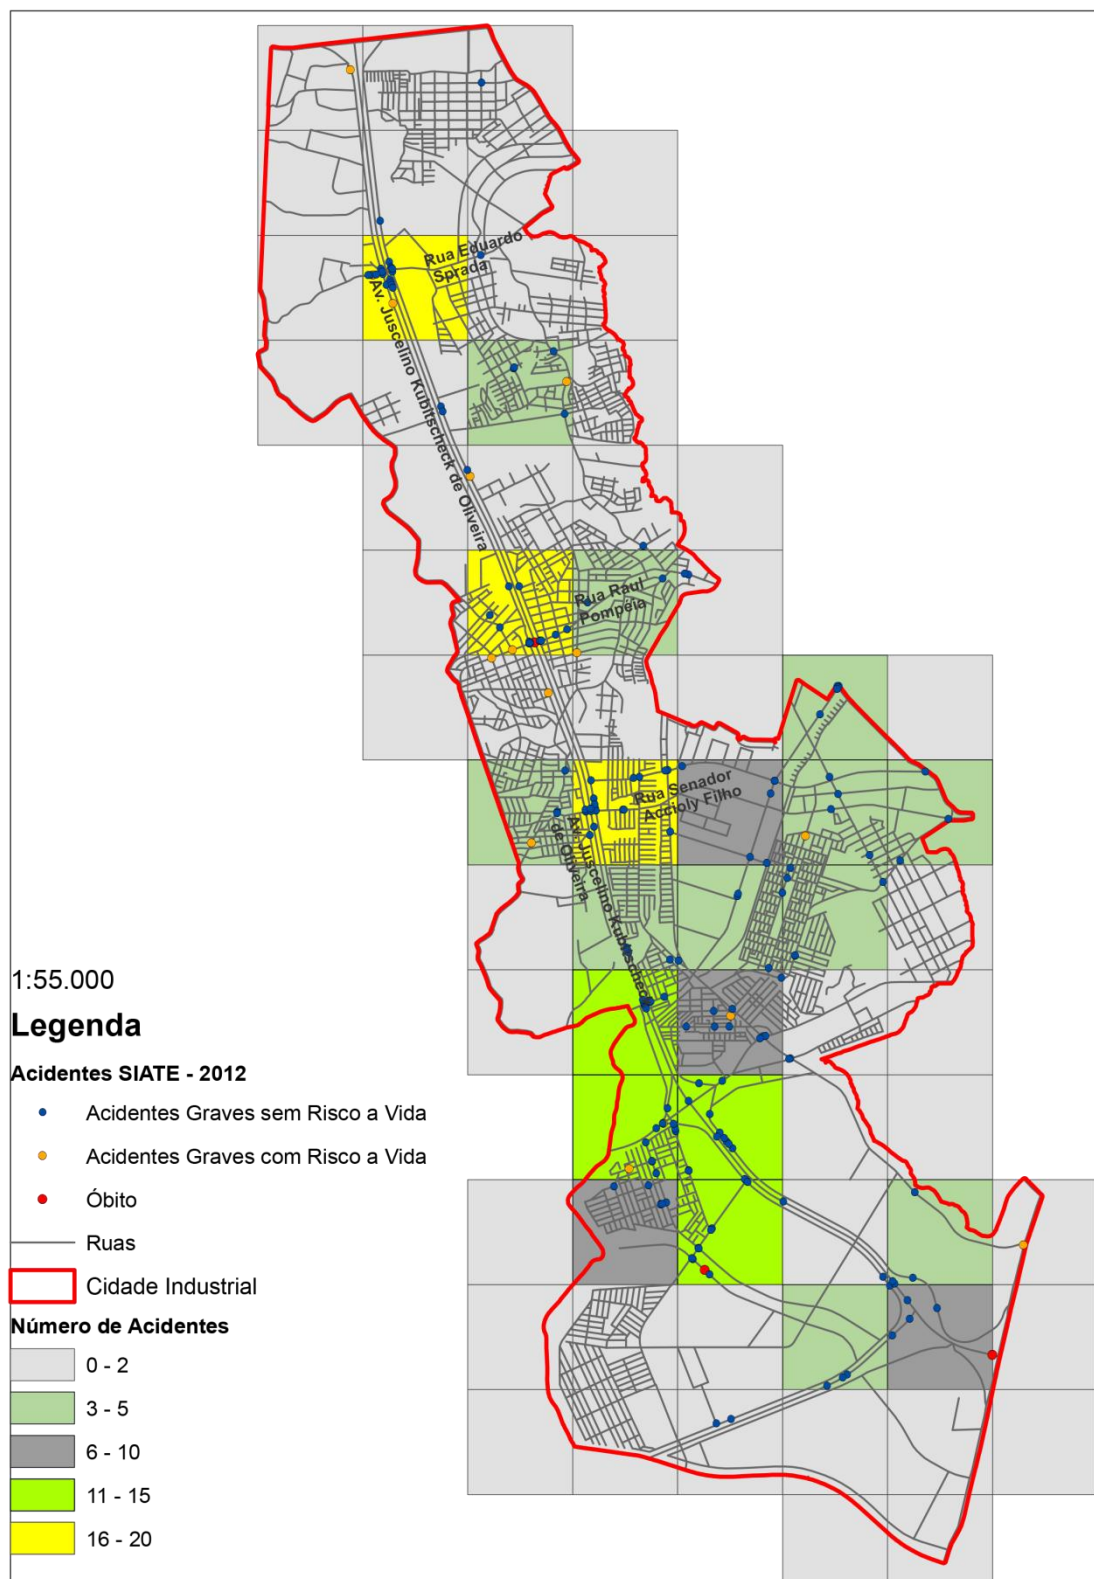 Rua Eduardo
Sprada
Av. Juscelino Kubitscheck de Oliveira
Rua Raul
Pompéia
Rua Senador
Accioly Filho
Av. Juscelino Kubitscheck
de Oliveira
1:55.000
Legenda
Acidentes SIATE - 2012
Acidentes Graves sem Risco a Vida
Acidentes Graves com Risco a Vida
Óbito
Ruas
Cidade Industrial
Número de Acidentes
0 - 2
3 - 5
6 - 10
11 - 15
16 - 20